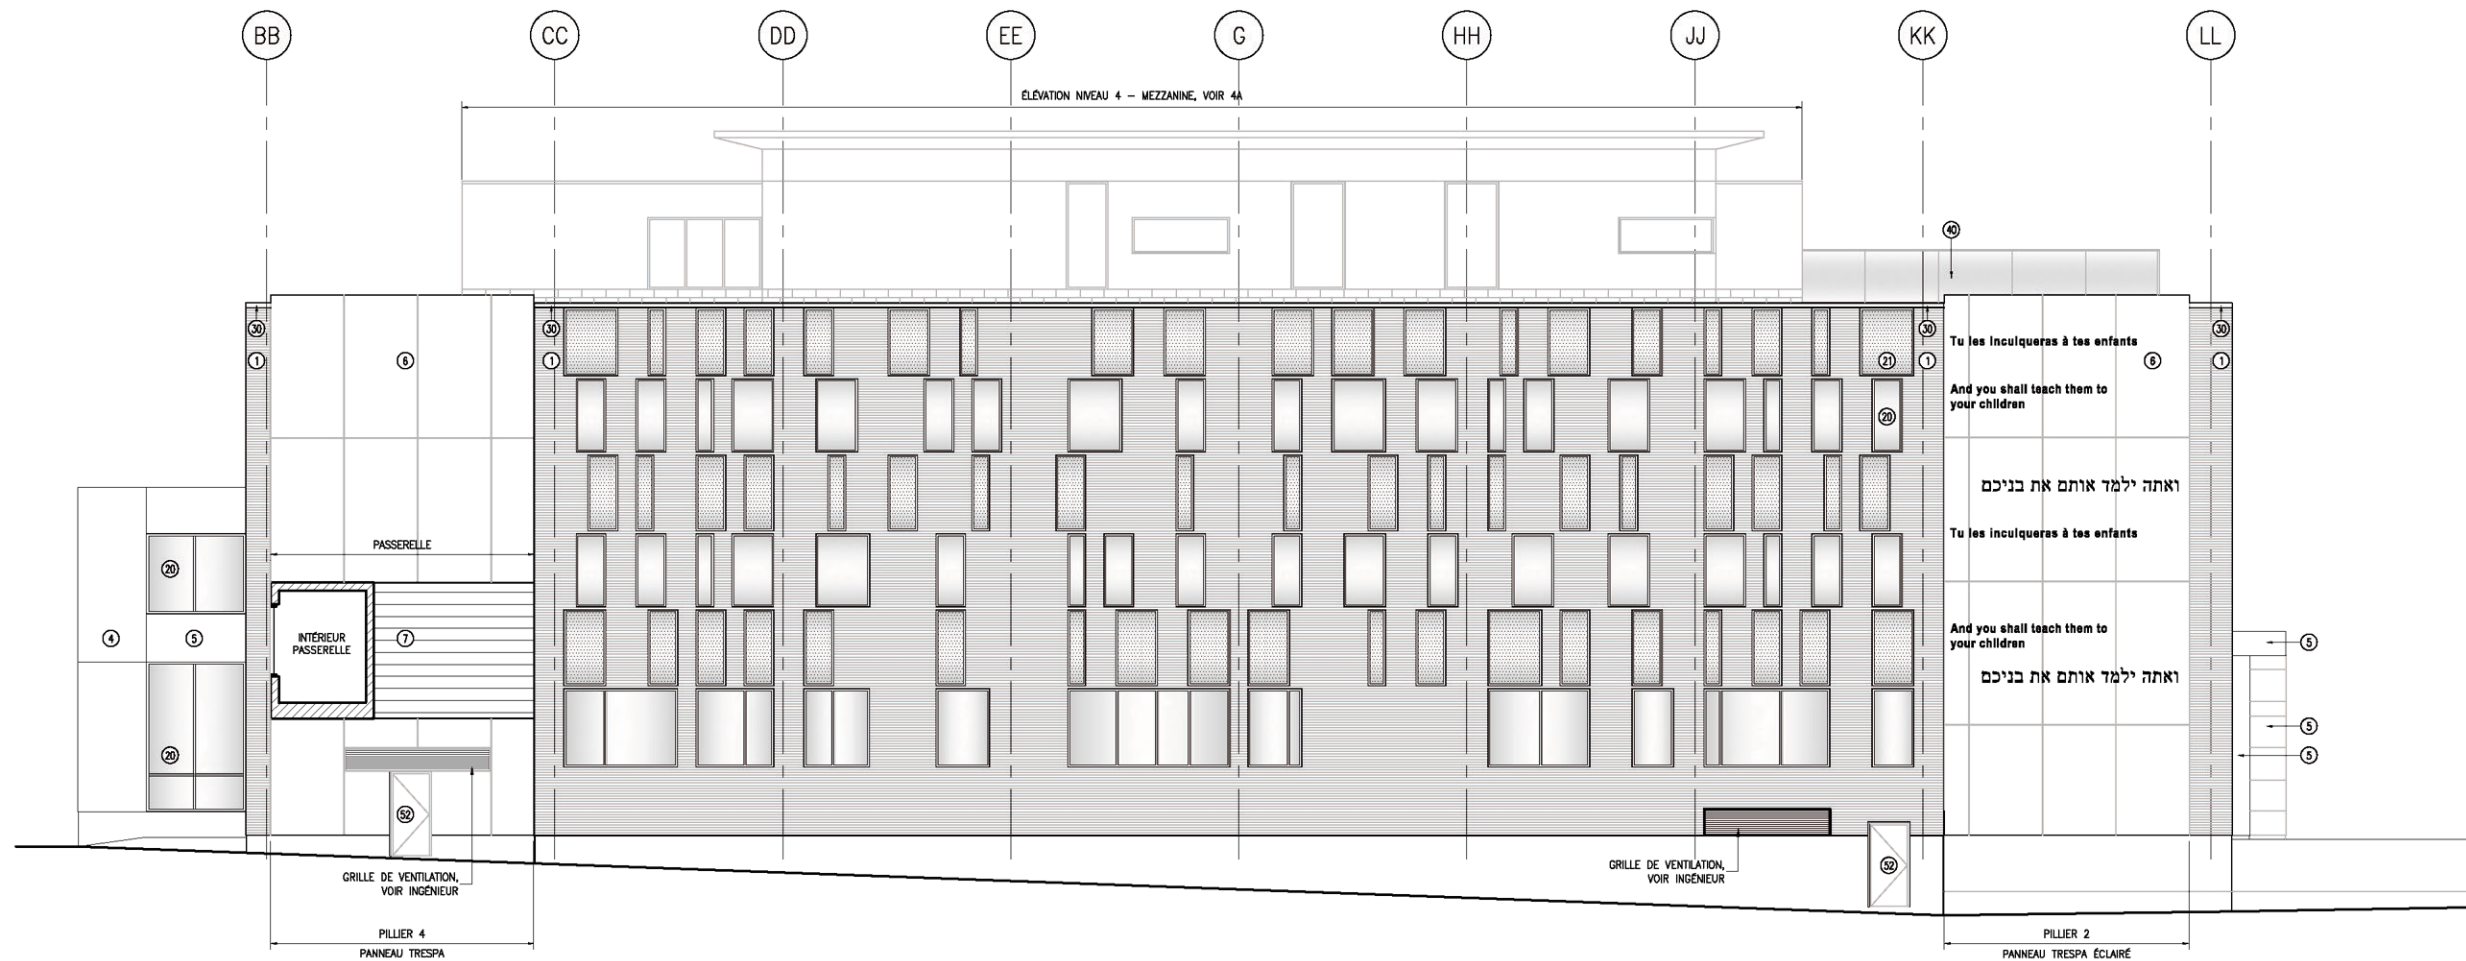 BB CC DD EE G HH JJ KK LL
ÉLÉVATION NIVEAU 4 – MEZZANINE, VOIR 4A
40
30 30 30 30
Tu les inculqueras à tes enfants
1 6 1 21 1 6 1
And you shall teach them to
your children
20
ואתה ילמד אותם את בניכם
Tu les inculqueras à tes enfants
PASSERELLE
20
And you shall teach them to
your children
4 5 INTÉRIEUR 7 5
PASSERELLE
ואתה ילמד אותם את בניכם
5
20 5
52
GRILLE DE VENTILATION,
VOIR INGÉNIEUR
GRILLE DE VENTILATION,
VOIR INGÉNIEUR
52
PILLIER 4
PANNEAU TRESPA
PILLIER 2
PANNEAU TRESPA ÉCLAIRÉ